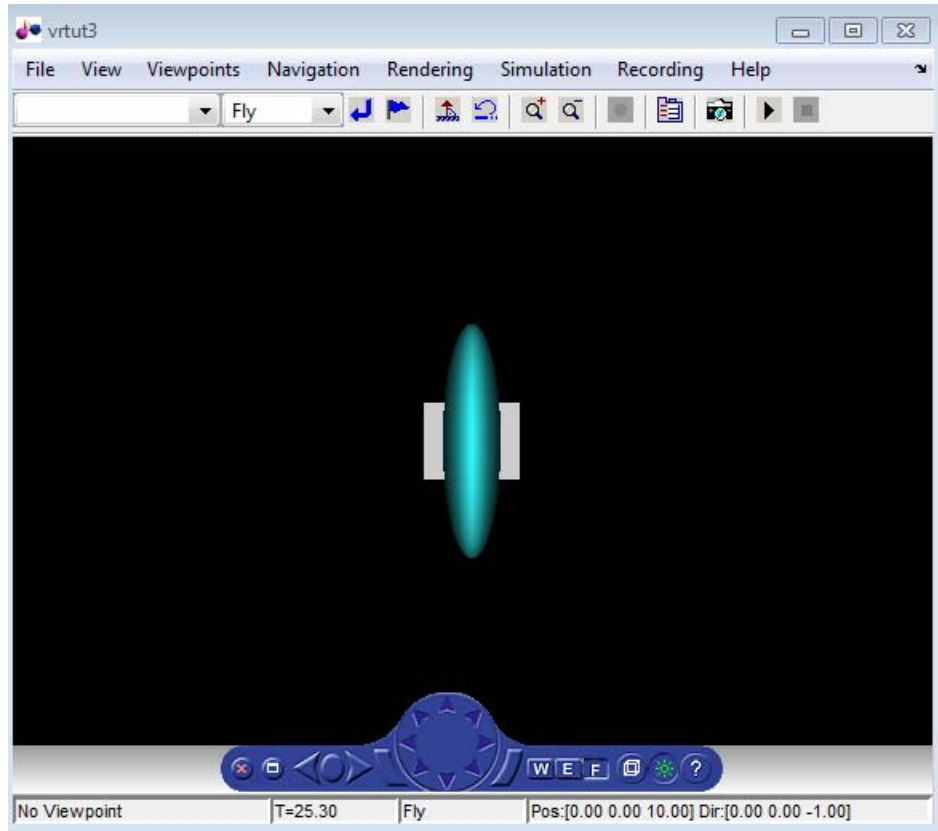 vrtut3
File View Viewpoints Navigation Rendering Simulation Recording Help
Fly
W E F ?
No Viewpoint T=25.30 Fly Pos:[0.00 0.00 10.00] Dir:[0.00 0.00 -1.00]